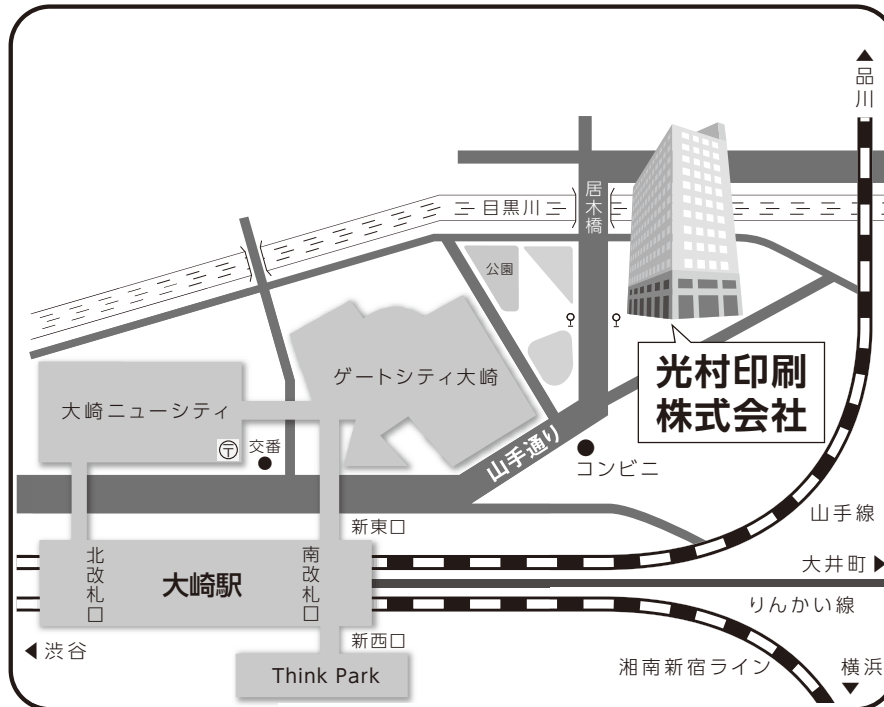 ▲
品川
居木橋
目黒川
公園
ゲートシティ大崎
光村印刷
株式会社
大崎ニューシティ
〒
交番
山手通り
コンビニ
山手線
新東口
北改札口
大崎駅
南改札口
大井町▶
りんかい線
◀渋谷
新西口
Think Park
湘南新宿ライン
横浜
▼